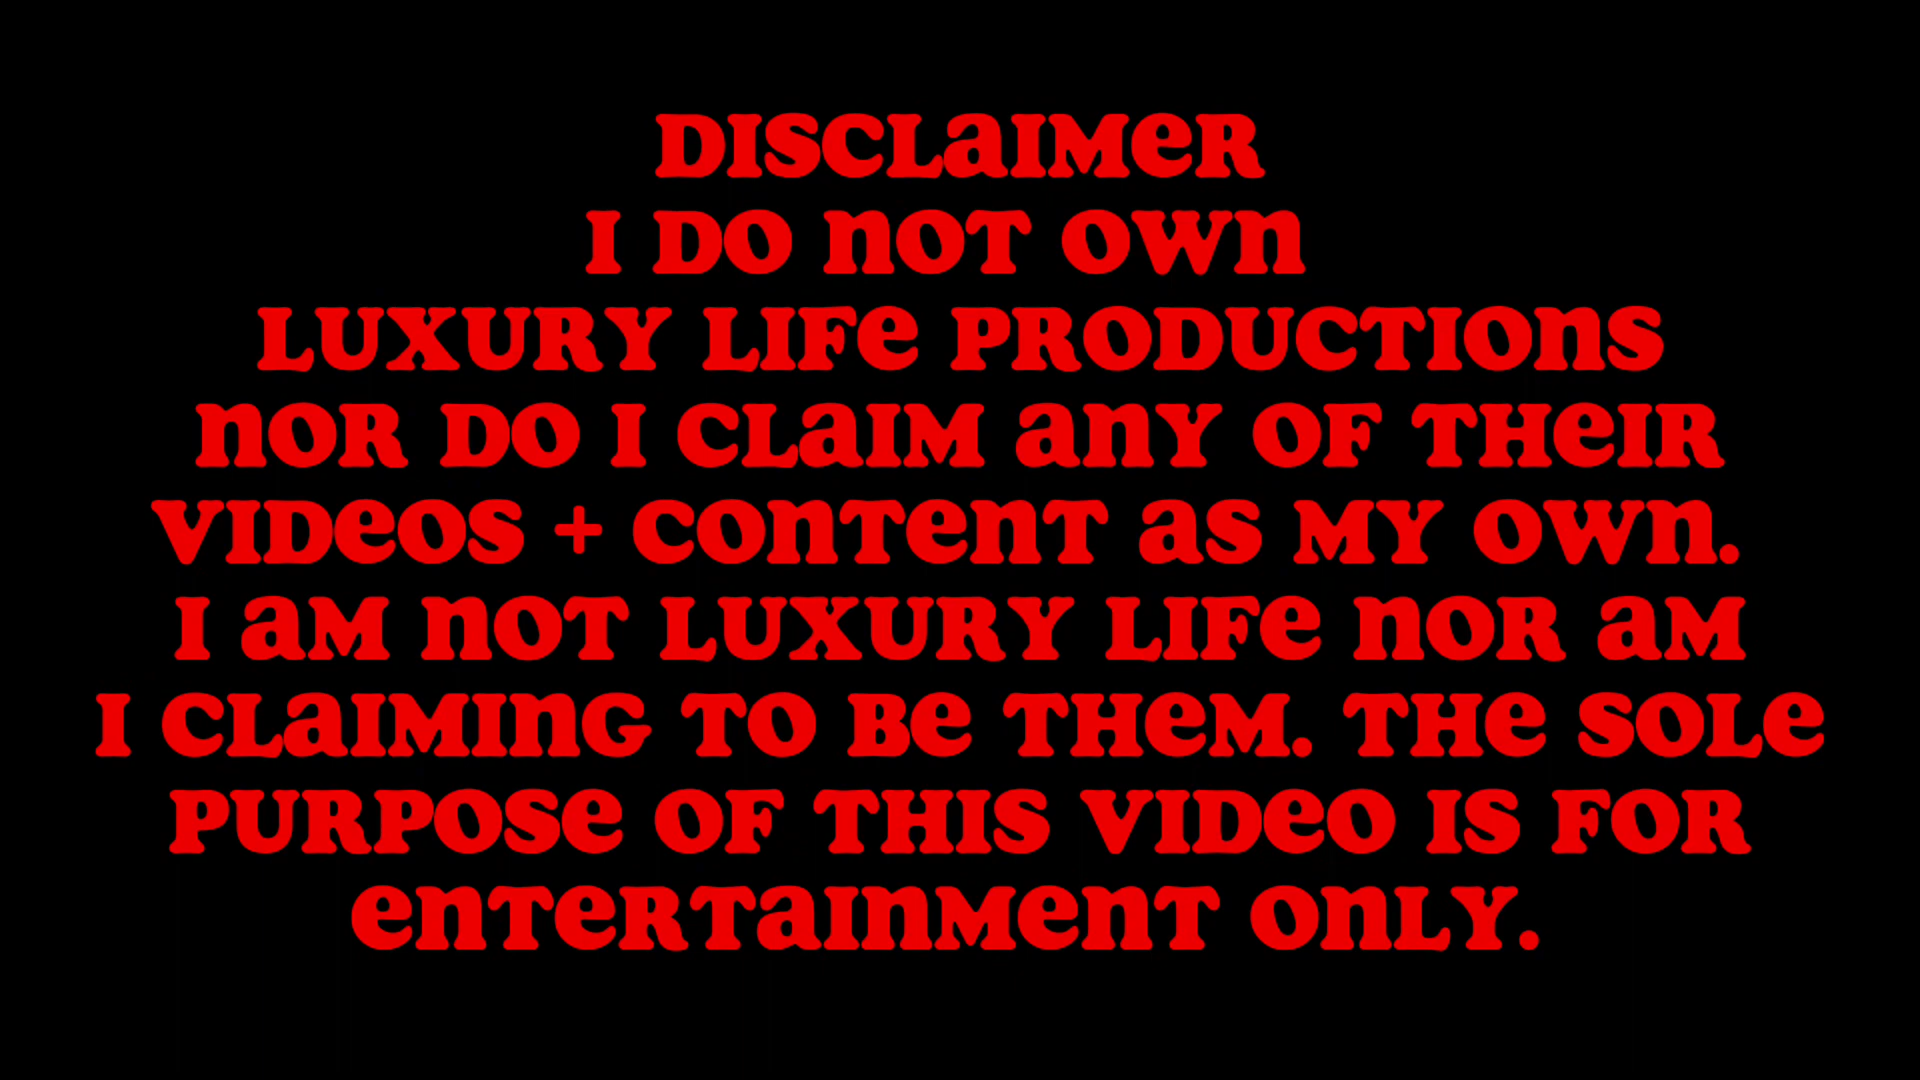 DISCLaIMeR
I DO nOT OWn
LUXURY LIFe PRODUCTIOnS
nOR DO I CLaIM anY OF THeIR
VIDeOS + COnTenT aS MY OWn.
I aM nOT LUXURY LIFe nOR aM
I CLaIMInG TO Be THeM. THe SOLe
PURPOSe OF THIS VIDeO IS FOR
enTeRTaInMenT OnLY.